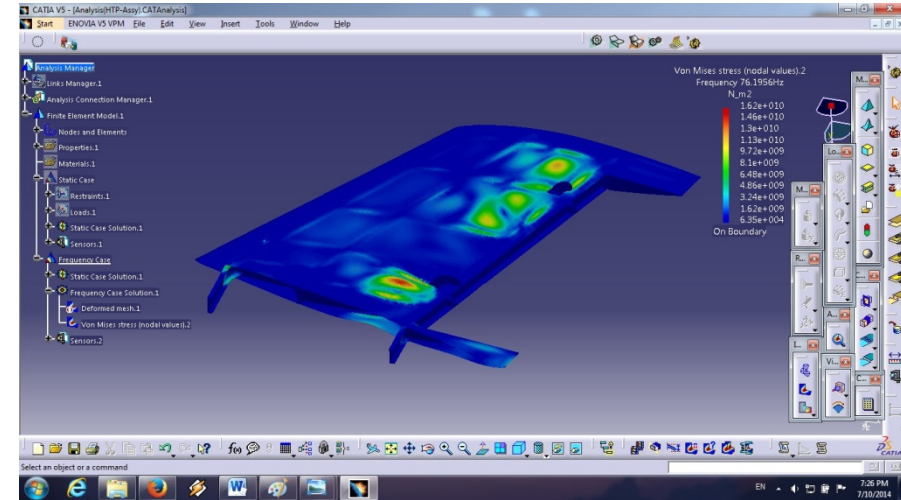 CATIA V5 - [Analysis(HTP-Assy).CATAnalysis]
Start ENOVIA V5 VPM File Edit View Insert Tools Window Help
Analysis Manager
Links Manager.1
Analysis Connection Manager.1
Finite Element Model.1
Nodes and Elements
Properties.1
Materials.1
Static Case
Restraints.1
Loads.1
Static Case Solution.1
Sensors.1
Frequency Case
Static Case Solution.1
Frequency Case Solution.1
Deformed mesh.1
Von Mises stress (nodal values).2
Sensors.2
Von Mises stress (nodal values).2
Frequency 76.1956Hz
N_m2
1.62e+010
1.46e+010
1.3e+010
1.13e+010
9.72e+009
8.1e+009
6.48e+009
4.86e+009
3.24e+009
1.62e+009
6.35e+004
On Boundary
M...
Lo...
M...
R...
C...
A...
L...
Vi...
C...
f(x)
CATIA
Select an object or a command
EN
7:26 PM
7/10/2014